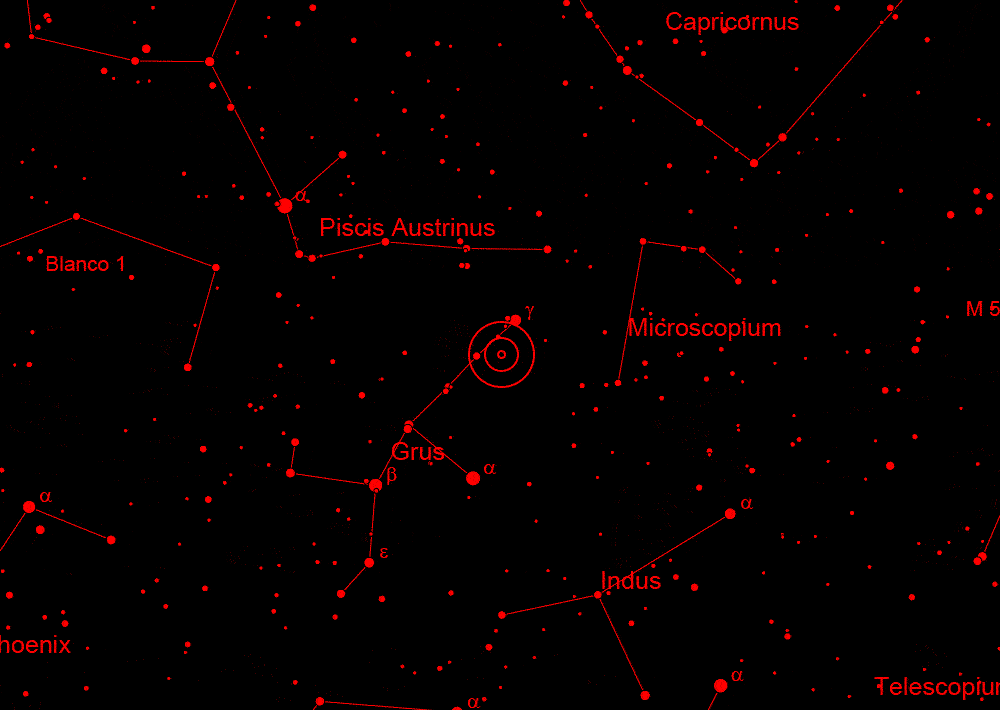 Capricornus
α
Piscis Austrinus
Blanco 1
M 5
γ
Microscopium
Grus
β
α
α
α
ε
Indus
hoenix
α
Telescopiu
α